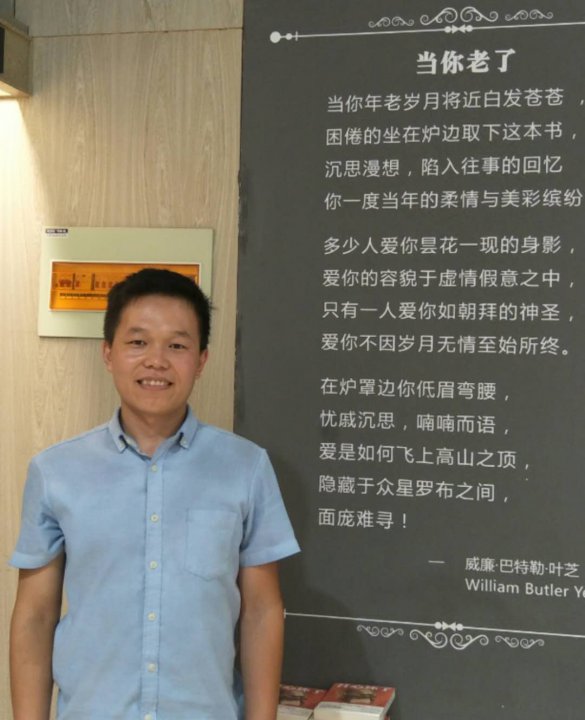 当你老了
当你年老岁月将近白发苍苍，
困倦的坐在炉边取下这本书，
沉思漫想，陷入往事的回忆
你一度当年的柔情与美彩缤纷
多少人爱你昙花一现的身影，
爱你的容貌于虚情假意之中，
只有一人爱你如朝拜的神圣，
爱你不因岁月无情至始所终。
在炉罩边你低眉弯腰，
忧戚沉思，喃喃而语，
爱是如何飞上高山之顶，
隐藏于众星罗布之间，
面庞难寻！
— 威廉·巴特勒·叶芝
William Butler Ye